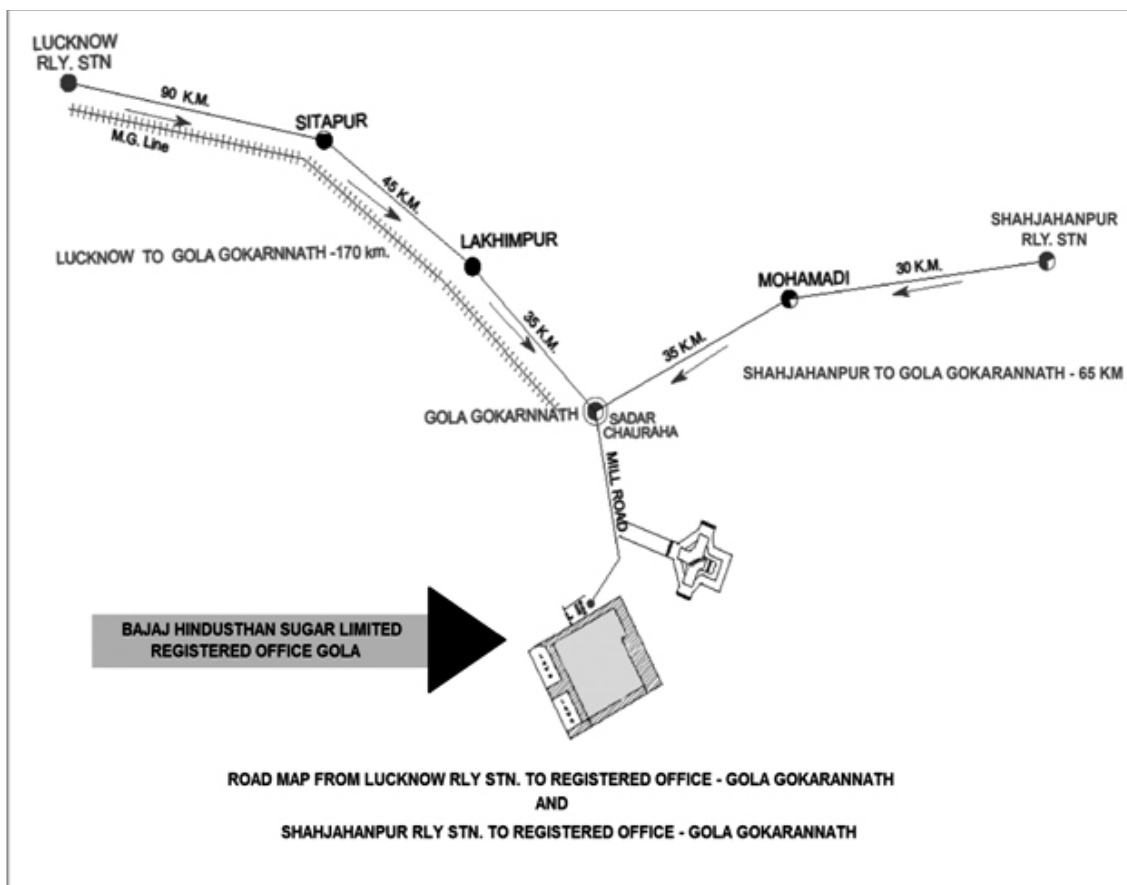 LUCKNOW
RLY. STN
90 K.M.
M.G. Line
SITAPUR
45 K.M.
LAKHIMPUR
LUCKNOW TO GOLA GOKARNNATH -170 km.
35 K.M.
SHAHJAHANPUR
RLY. STN
30 K.M.
MOHAMADI
35 K.M.
SHAHJAHANPUR TO GOLA GOKARANNATH - 65 KM
GOLA GOKARNNATH
SADAR
CHAURAHA
MILL ROAD
BAJAJ HINDUSTHAN SUGAR LIMITED
REGISTERED OFFICE GOLA
ROAD MAP FROM LUCKNOW RLY STN. TO REGISTERED OFFICE - GOLA GOKARANNATH
AND
SHAHJAHANPUR RLY STN. TO REGISTERED OFFICE - GOLA GOKARANNATH